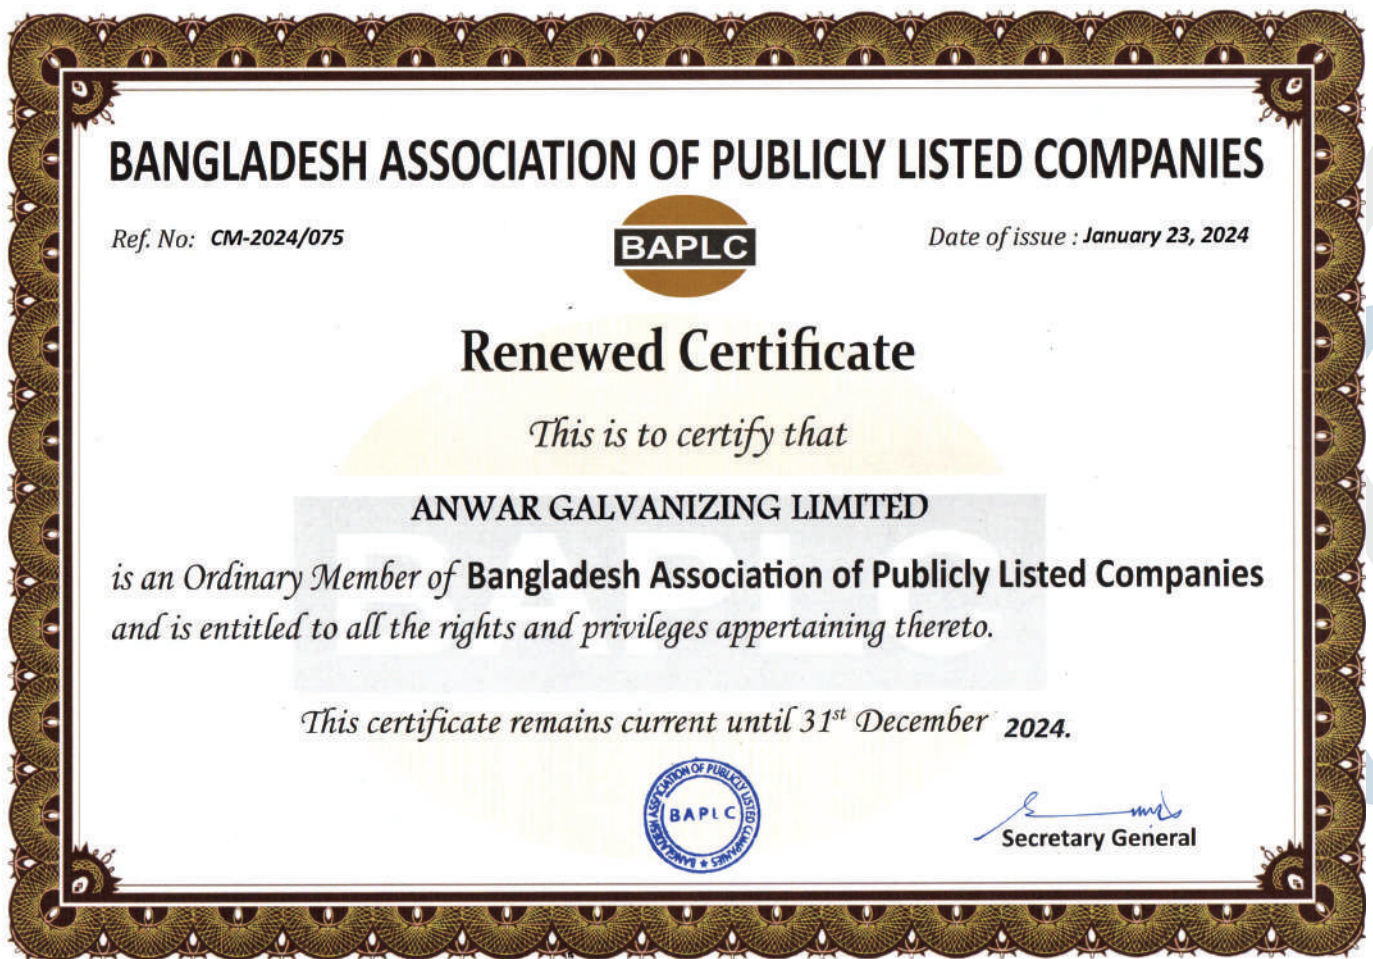 BANGLADESH ASSOCIATION OF PUBLICLY LISTED COMPANIES
Ref. No: CM-2024/075
BAPLC
Date of issue : January 23, 2024
Renewed Certificate
This is to certify that
ANWAR GALVANIZING LIMITED
is an Ordinary Member of Bangladesh Association of Publicly Listed Companies
and is entitled to all the rights and privileges appertaining thereto.
BAPLC
This certificate remains current until 31st December 2024.
BANGLADESH ASSOCIATION OF PUBLICLY LISTED COMPANIES
BAPLC
Secretary General